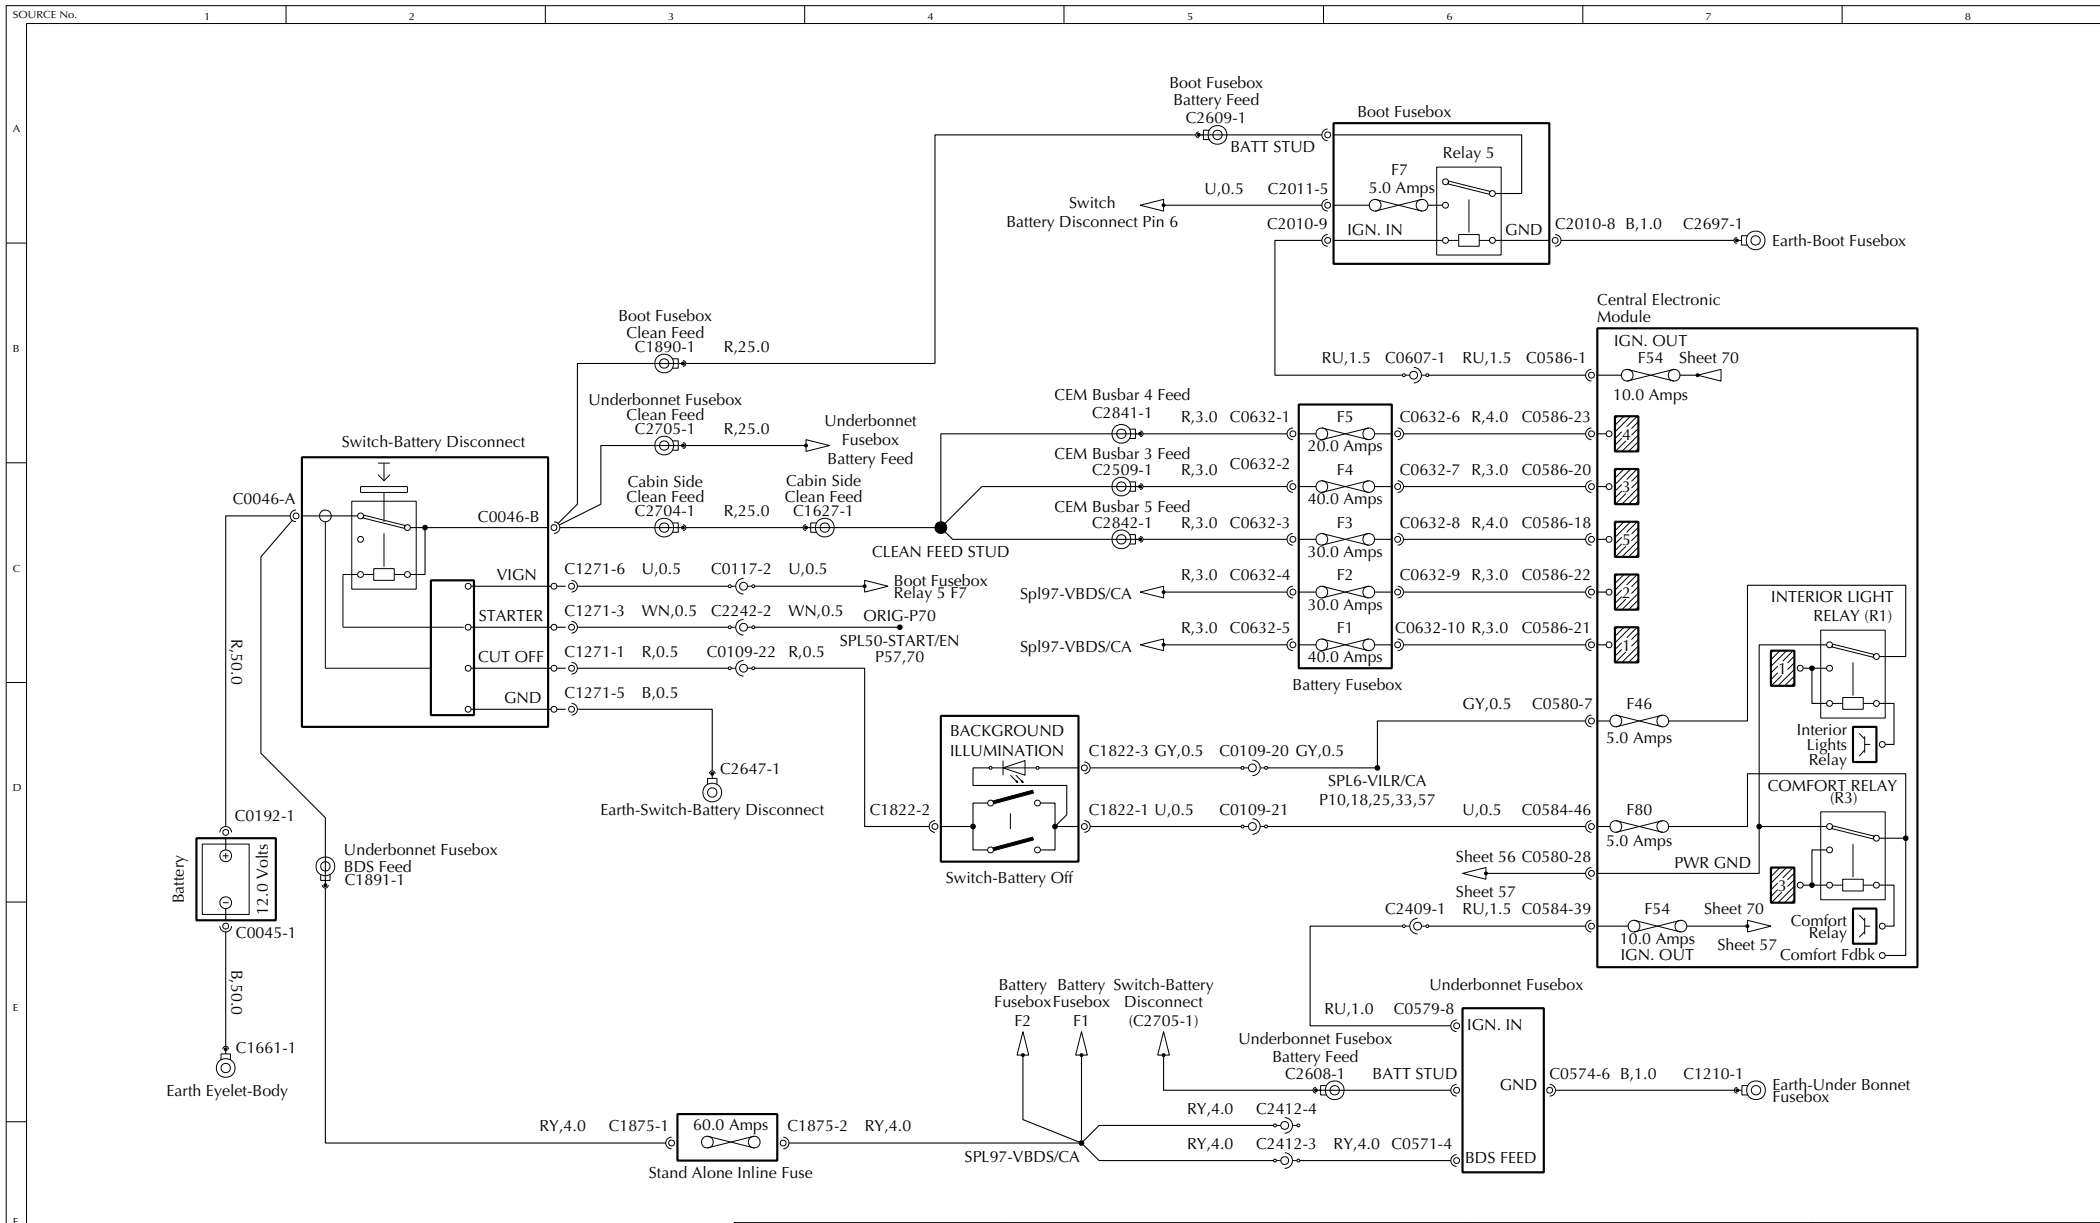 SOURCE No. 1 2 3 4 5 6 7 8
A
B
C
D
E
F
Boot Fusebox
Battery Feed
C2609-1
BATT STUD
Boot Fusebox
Relay 5
F7
5.0 Amps
U,0.5 C2011-5
Switch
Battery Disconnect Pin 6
C2010-9
IGN. IN
GND
C2010-8 B,1.0 C2697-1
Earth-Boot Fusebox
Central Electronic
Module
IGN. OUT
F54 Sheet 70
10.0 Amps
RU,1.5 C0607-1 RU,1.5 C0586-1
Boot Fusebox
Clean Feed
C1890-1 R,25.0
Underbonnet Fusebox
Clean Feed
C2705-1 R,25.0
Underbonnet
Fusebox
Battery Feed
Cabin Side
Clean Feed
C2704-1 R,25.0
Cabin Side
Clean Feed
C1627-1
CLEAN FEED STUD
CEM Busbar 4 Feed
C2841-1 R,3.0 C0632-1
F5
20.0 Amps
C0632-6 R,4.0 C0586-23
4
CEM Busbar 3 Feed
C2509-1 R,3.0 C0632-2
F4
40.0 Amps
C0632-7 R,3.0 C0586-20
3
CEM Busbar 5 Feed
C2842-1 R,3.0 C0632-3
F3
30.0 Amps
C0632-8 R,4.0 C0586-18
5
Spl97-VBDS/CA
R,3.0 C0632-4
F2
30.0 Amps
C0632-9 R,3.0 C0586-22
2
Spl97-VBDS/CA
R,3.0 C0632-5
F1
40.0 Amps
C0632-10 R,3.0 C0586-21
1
Battery Fusebox
Switch-Battery Disconnect
C0046-A
C0046-B
VIGN
C1271-6 U,0.5 C0117-2 U,0.5
Boot Fusebox
Relay 5 F7
STARTER
C1271-3 WN,0.5 C2242-2 WN,0.5
ORIG-P70
SPL50-START/EN
P57,70
CUT OFF
C1271-1 R,0.5 C0109-22 R,0.5
GND
C1271-5 B,0.5
C2647-1
Earth-Switch-Battery Disconnect
R,50.0
C0192-1
Battery
12.0 Volts
C0045-1
B,50.0
C1661-1
Earth Eyelet-Body
Underbonnet Fusebox
BDS Feed
C1891-1
BACKGROUND
ILLUMINATION
C1822-3 GY,0.5 C0109-20 GY,0.5
SPL6-VILR/CA
P10,18,25,33,57
C1822-2
C1822-1 U,0.5 C0109-21
Switch-Battery Off
GY,0.5 C0580-7
F46
5.0 Amps
U,0.5 C0584-46
F80
5.0 Amps
INTERIOR LIGHT
RELAY (R1)
1
Interior
Lights
Relay
COMFORT RELAY
(R3)
3
Comfort
Relay
Comfort Fdbk
Sheet 56 C0580-28
PWR GND
Sheet 57
C2409-1 RU,1.5 C0584-39
F54 Sheet 70
10.0 Amps Sheet 57
IGN. OUT
Battery
Fusebox
F2
Battery
Fusebox
F1
Switch-Battery
Disconnect
(C2705-1)
Underbonnet Fusebox
RU,1.0 C0579-8
IGN. IN
Underbonnet Fusebox
Battery Feed
C2608-1 BATT STUD
GND
C0574-6 B,1.0 C1210-1
Earth-Under Bonnet
Fusebox
RY,4.0 C1875-1
60.0 Amps
C1875-2 RY,4.0
Stand Alone Inline Fuse
SPL97-VBDS/CA
RY,4.0 C2412-4
RY,4.0 C2412-3 RY,4.0 C0571-4
BDS FEED